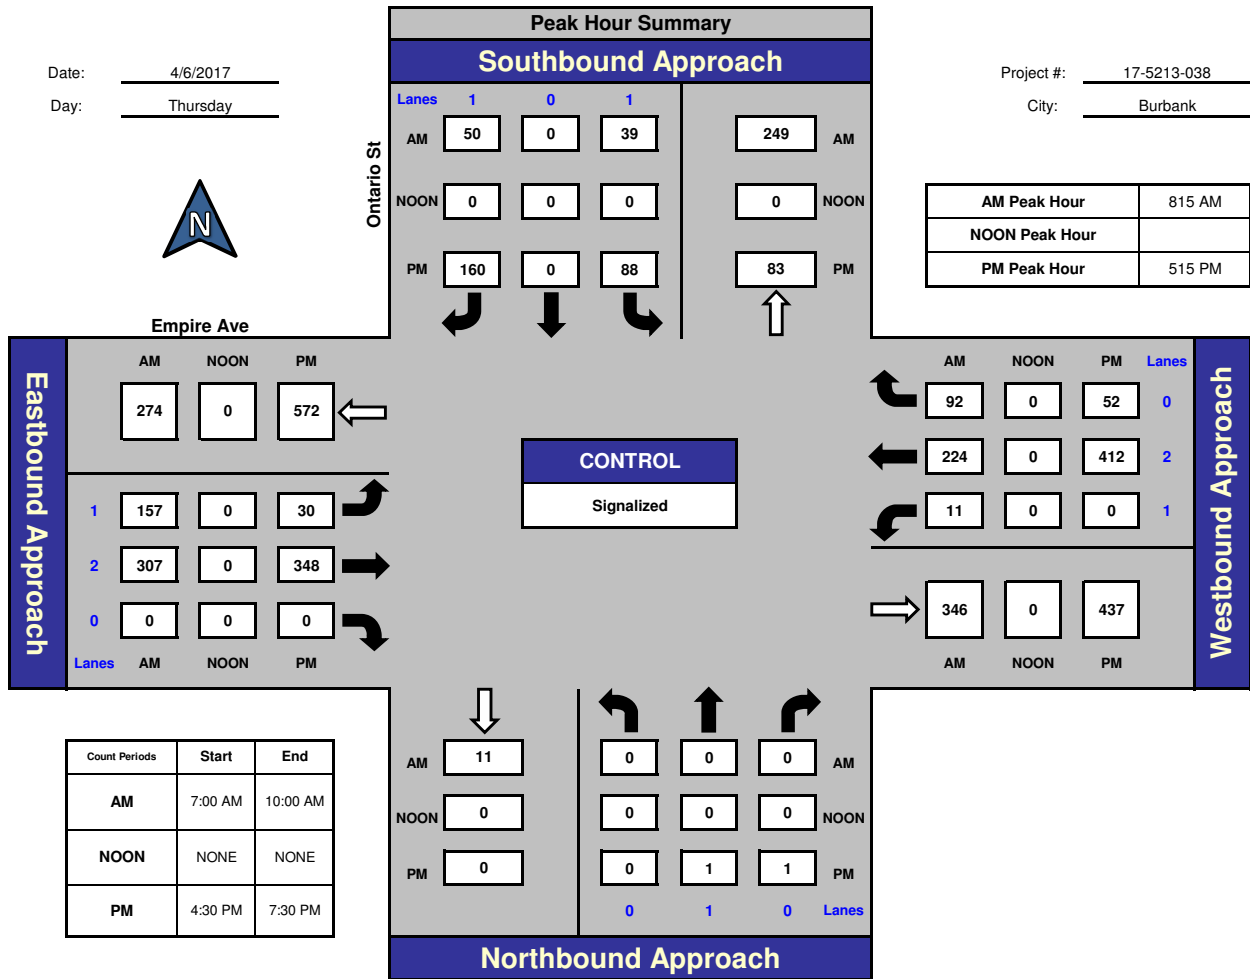 Peak Hour Summary
Southbound Approach
Date: 4/6/2017
Day: Thursday
Project #: 17-5213-038
City: Burbank
N
Ontario St
Lanes 1 0 1
AM 50 0 39 249 AM
NOON 0 0 0 0 NOON
PM 160 0 88 83 PM
AM Peak Hour 815 AM
NOON Peak Hour
PM Peak Hour 515 PM
Empire Ave
Eastbound Approach
AM NOON PM
274 0 572
1 157 0 30
2 307 0 348
0 0 0 0
Lanes AM NOON PM
CONTROL
Signalized
AM NOON PM Lanes
92 0 52 0
224 0 412 2
11 0 0 1
346 0 437
AM NOON PM
Westbound Approach
Count Periods Start End
AM 7:00 AM 10:00 AM
NOON NONE NONE
PM 4:30 PM 7:30 PM
AM 11 0 0 0 AM
NOON 0 0 0 0 NOON
PM 0 0 1 1 PM
0 1 0 Lanes
Northbound Approach